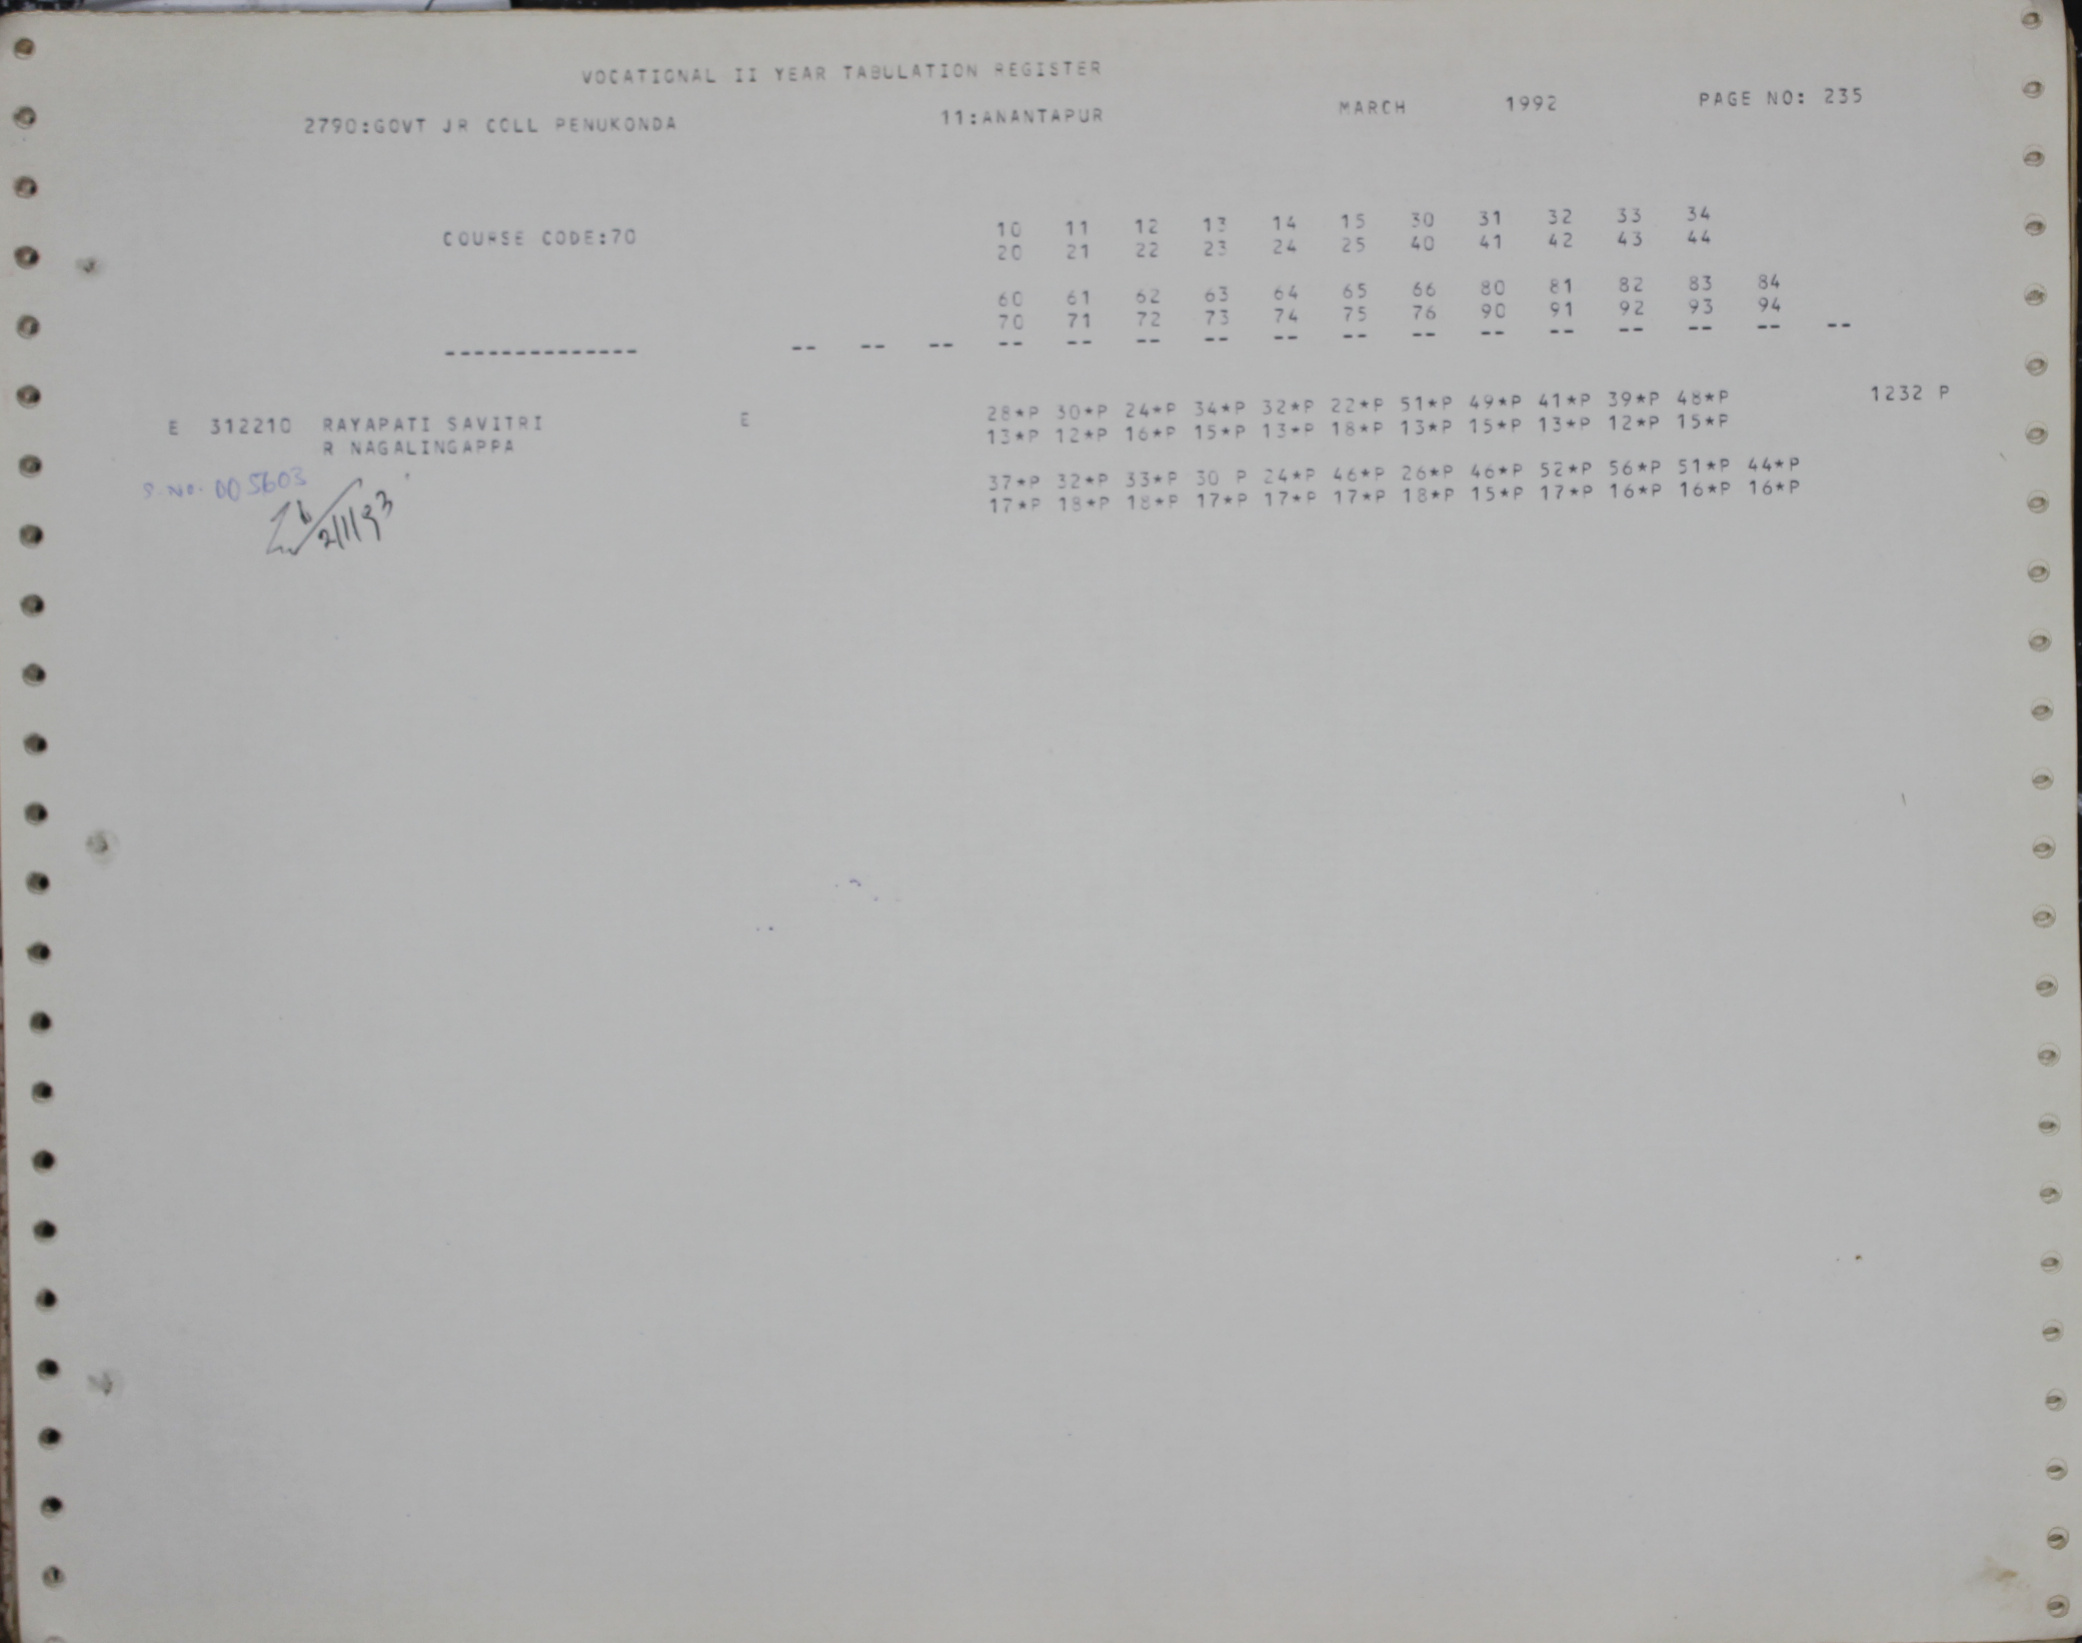 VOCATIONAL II YEAR TABULATION REGISTER
2790:GOVT JR COLL PENUKONDA 11:ANANTAPUR MARCH 1992 PAGE NO: 235
COURSE CODE:70 10 11 12 13 14 15 30 31 32 33 34
20 21 22 23 24 25 40 41 42 43 44
60 61 62 63 64 65 66 80 81 82 83 84
70 71 72 73 74 75 76 90 91 92 93 94
-------------- -- -- -- -- -- -- -- -- -- -- -- -- -- -- -- --
E 312210 RAYAPATI SAVITRI E 28*P 30*P 24*P 34*P 32*P 22*P 51*P 49*P 41*P 39*P 48*P 1232 P
R NAGALINGAPPA 13*P 12*P 16*P 15*P 13*P 18*P 13*P 15*P 13*P 12*P 15*P
S.No. 005603 37*P 32*P 33*P 30 P 24*P 46*P 26*P 46*P 52*P 56*P 51*P 44*P
17*P 18*P 18*P 17*P 17*P 17*P 18*P 15*P 17*P 16*P 16*P 16*P
2/1/93